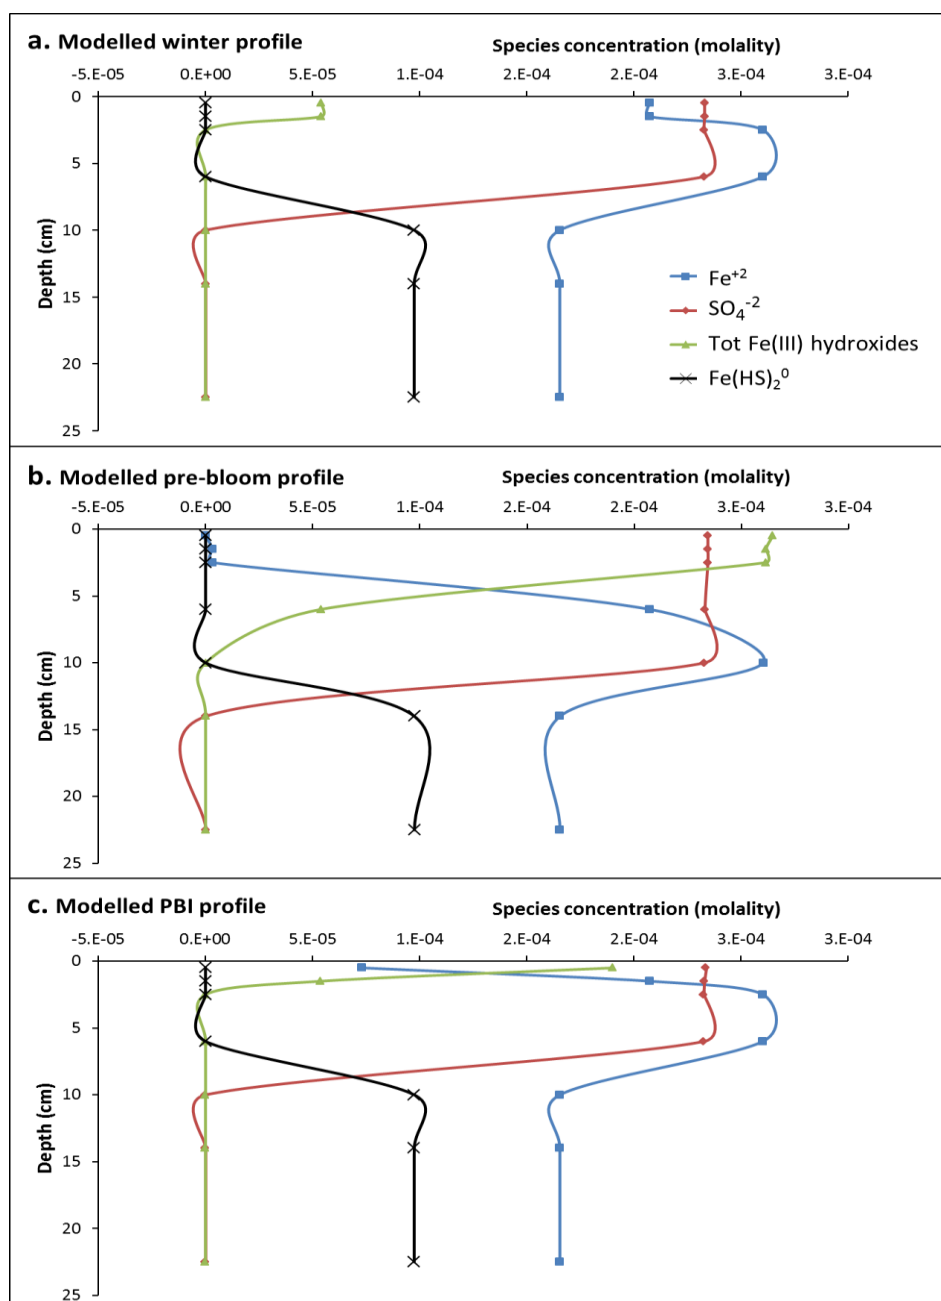 a. Modelled winter profile
Species concentration (molality)
-5.E-05 0.E+00 5.E-05 1.E-04 2.E-04 2.E-04 3.E-04 3.E-04
0
5
10
15
20
25
Depth (cm)
Fe⁺²
SO₄⁻²
Tot Fe(III) hydroxides
Fe(HS)₂⁰
b. Modelled pre-bloom profile
Species concentration (molality)
-5.E-05 0.E+00 5.E-05 1.E-04 2.E-04 2.E-04 3.E-04 3.E-04
0
5
10
15
20
25
Depth (cm)
c. Modelled PBI profile
Species concentration (molality)
-5.E-05 0.E+00 5.E-05 1.E-04 2.E-04 2.E-04 3.E-04 3.E-04
0
5
10
15
20
25
Depth (cm)